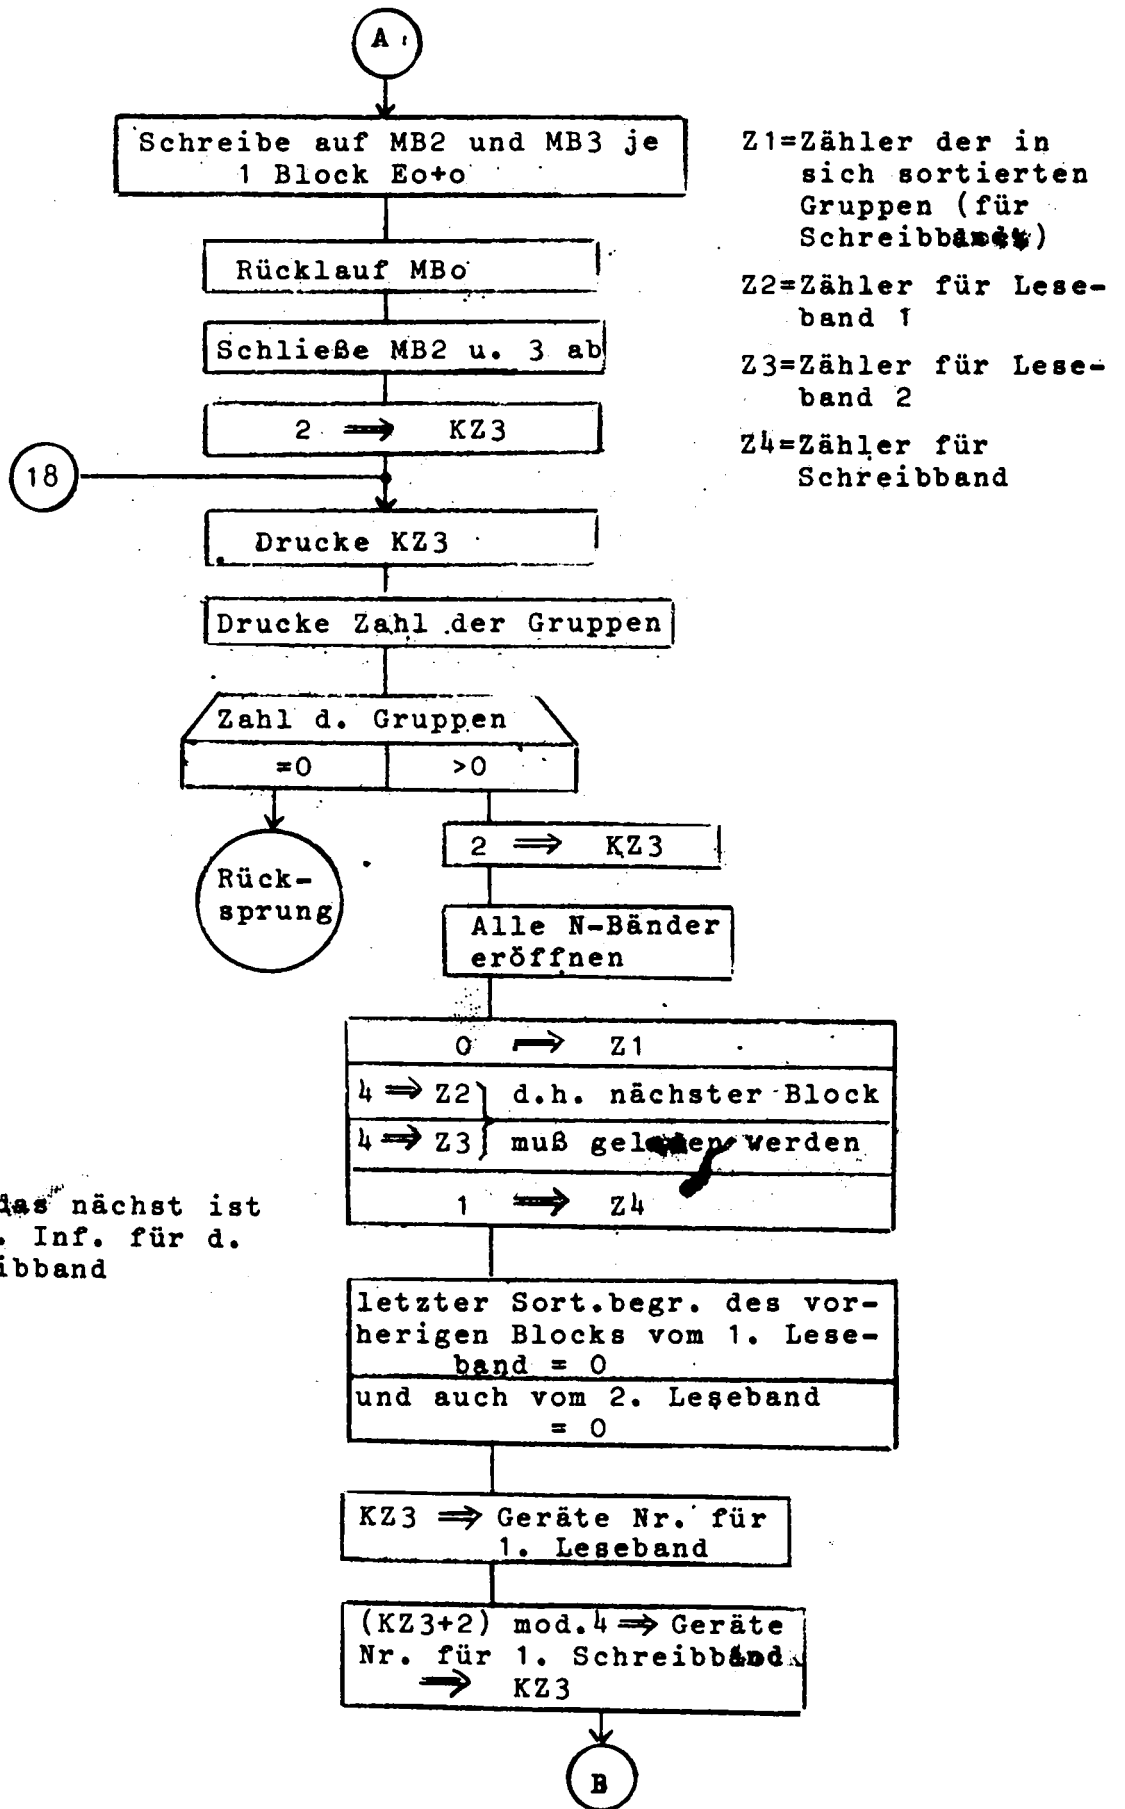 A
Schreibe auf MB2 und MB3 je
1 Block Eo+o
Z1=Zähler der in
sich sortierten
Gruppen (für
Rücklauf MBo
Z2=Zähler für Lese-
band 1
Schließe MB2 u. 3 ab
Z3=Zähler für Lese-
band 2
2 ⟹ KZ3
Z4=Zähler für
Schreibband
18
Drucke KZ3
Drucke Zahl der Gruppen
Zahl d. Gruppen
=0 >0
Rück-
sprung
2 ⟹ KZ3
Alle N-Bänder
eröffnen
0 ⟹ Z1
4 ⟹ Z2 } d.h. nächster Block
4 ⟹ Z3 } muß geladen werden
1 ⟹ Z4
das nächst ist
. Inf. für d.
ibband
letzter Sort.begr. des vor-
herigen Blocks vom 1. Lese-
band = 0
und auch vom 2. Leseband
= 0
KZ3 ⟹ Geräte Nr. für
1. Leseband
(KZ3+2) mod.4 ⟹ Geräte
Nr. für 1. Schreibband
⟹ KZ3
B